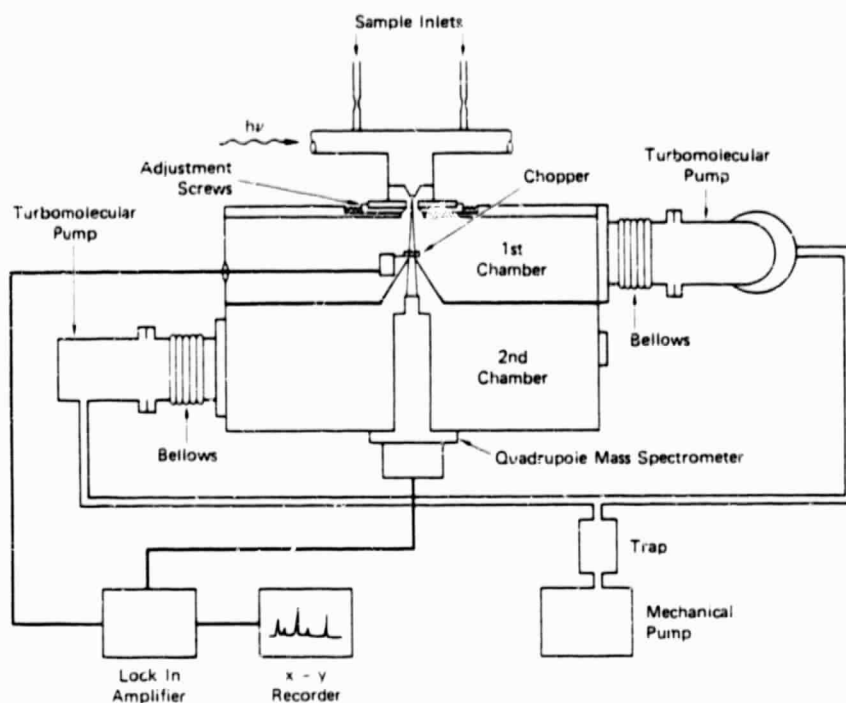 Sample Inlets
hν
Adjustment
Screws
Chopper
Turbomolecular
Pump
Turbomolecular
Pump
1st
Chamber
Bellows
2nd
Chamber
Bellows
Quadrupole Mass Spectrometer
Trap
Mechanical
Pump
Lock In
Amplifier
x - y
Recorder